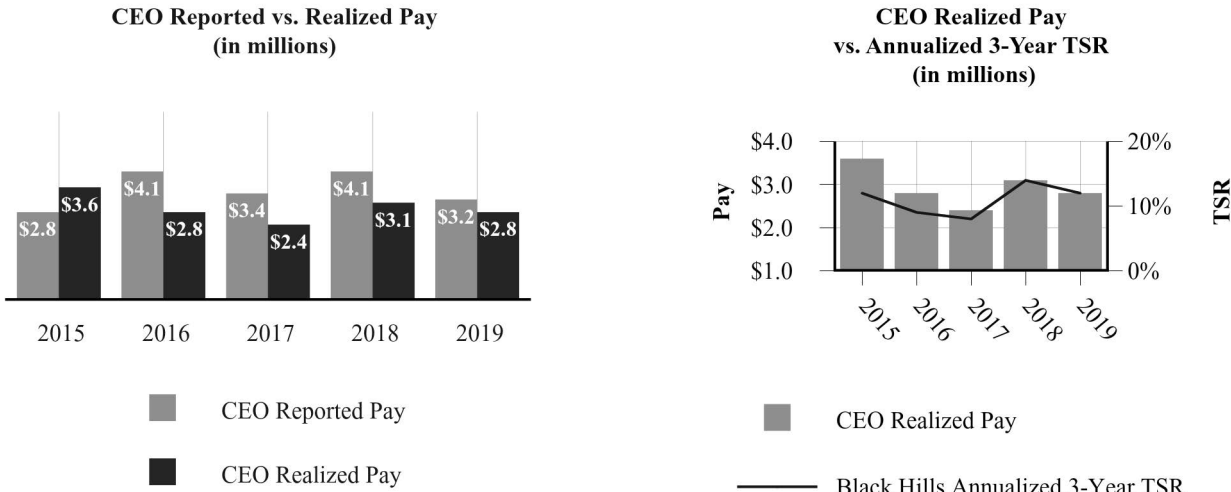 CEO Reported vs. Realized Pay
(in millions)
$2.8
$3.6
$4.1
$2.8
$3.4
$2.4
$4.1
$3.1
$3.2
$2.8
2015
2016
2017
2018
2019
CEO Reported Pay
CEO Realized Pay
CEO Realized Pay
vs. Annualized 3-Year TSR
(in millions)
Pay
$4.0
$3.0
$2.0
$1.0
20%
10%
0%
TSR
2015
2016
2017
2018
2019
CEO Realized Pay
Black Hills Annualized 3-Year TSR